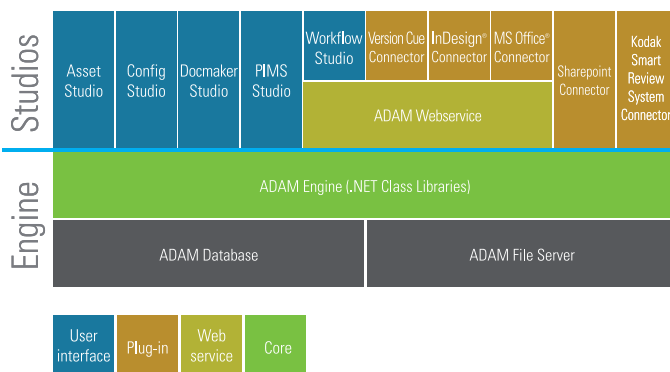 Studios
Asset
Studio
Config
Studio
Docmaker
Studio
PIMS
Studio
Workflow
Studio
Version Cue
Connector
InDesign®
Connector
MS Office®
Connector
Sharepoint
Connector
Kodak
Smart
Review
System
Connector
ADAM Webservice
Engine
ADAM Engine (.NET Class Libraries)
ADAM Database
ADAM File Server
User
interface
Plug-in
Web
service
Core